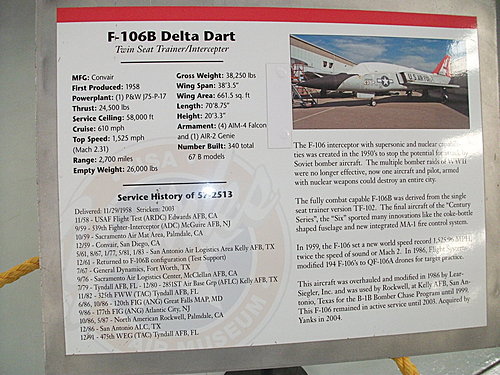 F-106B Delta Dart
Twin Seat Trainer/Intercepter
MFG: Convair
First Produced: 1958
Powerplant: (1) P&W J75-P-17
Thrust: 24,500 lbs
Service Ceiling: 58,000 ft
Cruise: 610 mph
Top Speed: 1,525 mph
(Mach 2.31)
Range: 2,700 miles
Empty Weight: 26,000 lbs
Gross Weight: 38,250 lbs
Wing Span: 38'3.5"
Wing Area: 661.5 sq. ft
Length: 70'8.75"
Height: 20'3.3"
Armament: (4) AIM-4 Falcon
and (1) AIR-2 Genie
Number Built: 340 total
67 B models
Service History of 57-2513
Delivered: 11/29/1958 Stricken: 2003
11/58 - USAF Flight Test (ARDC) Edwards AFB, CA
9/59 - 539th Fighter-Interceptor (ADC) McGuire AFB, NJ
10/59 - Sacramento Air Mat Area, Palmdale, CA
12/59 - Convair, San Diego, CA
5/61, 8/67, 1/77, 5/81, 1/83 - San Antonio Air Logistics Area Kelly AFB, TX
12/61 - Returned to F-106B configuration (Test Support)
7/67 - General Dynamics, Fort Worth, TX
9/76 - Sacramento Air Logistics Center, McClellan AFB, CA
3/79 - Tyndall AFB, FL - 12/80 - 2851ST Air Base Grp (AFLC) Kelly AFB, TX
11/82 - 325th FWW (TAC) Tyndall AFB, FL
6/86, 10/86 - 120th FIG (ANG) Great Falls MAP, MD
9/86 - 177th FIG (ANG) Atlantic City, NJ
10/86, 5/87 - North American Rockwell, Palmdale, CA
12/86 - San Antonio ALC, TX
12/91 - 475th WEG (TAC) Tyndall AFB, FL
U.S. AIR FORCE
The F-106 interceptor with supersonic and nuclear capabili-
ties was created in the 1950's to stop the potential for attack by
Soviet bomber aircraft. The multiple bomber raids of WWII
were no longer effective, now one aircraft and pilot, armed
with nuclear weapons could destroy an entire city.
The fully combat capable F-106B was derived from the single
seat trainer version TF-102. The final aircraft of the "Century
Series", the "Six" sported many innovations like the coke-bottle
shaped fuselage and new integrated MA-1 fire control system.
In 1959, the F-106 set a new world speed record 1,525.96 MPH,
twice the speed of sound or Mach 2. In 1986, Flight Systems
modified 194 F-106's to QF-106A drones for target practice.
This aircraft was overhauled and modified in 1986 by Lear-
Siegler, Inc. and was used by Rockwell, at Kelly AFB, San An-
tonio, Texas for the B-1B Bomber Chase Program until 1999.
This F-106 remained in active service until 2003. Acquired by
Yanks in 2004.